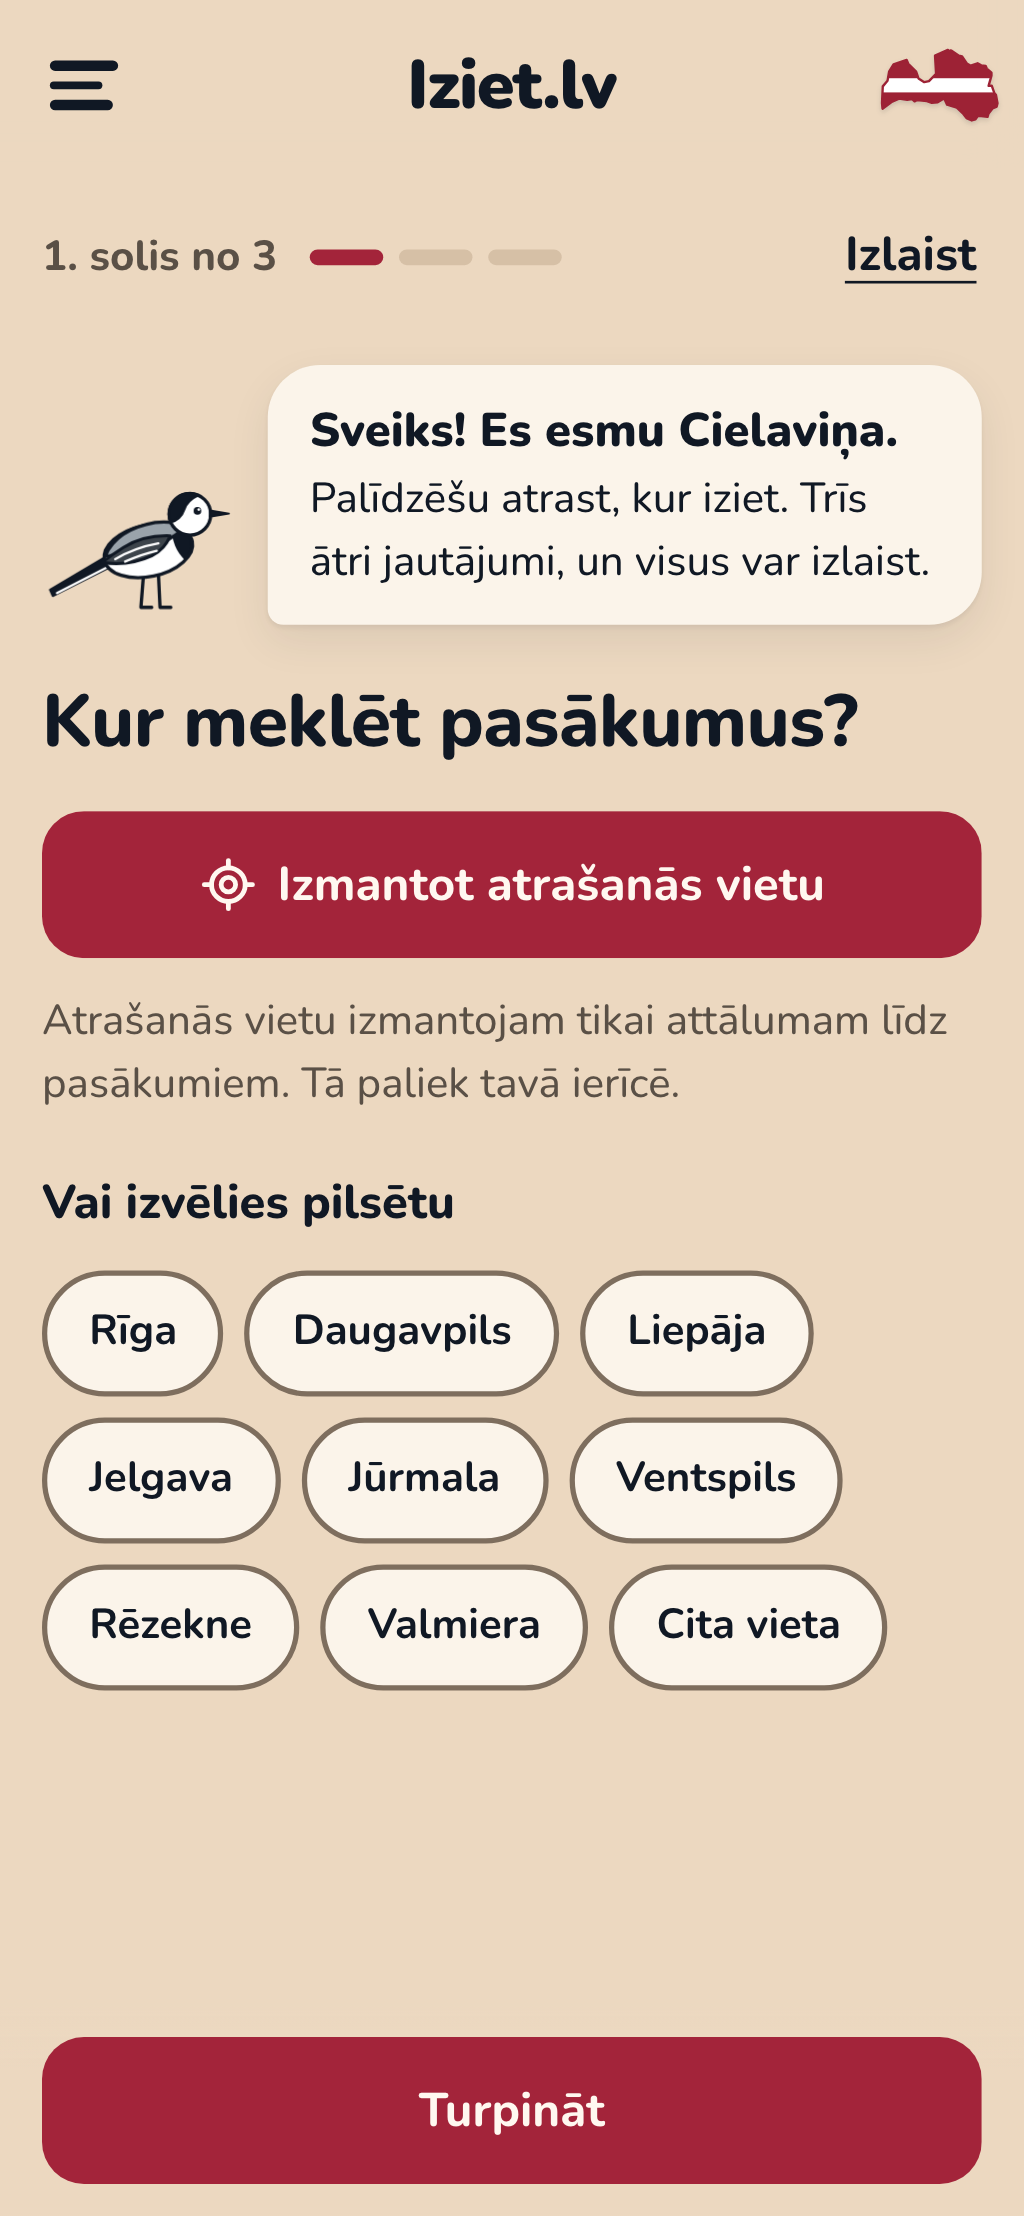 Iziet.lv
1. solis no 3
Izlaist
Sveiks! Es esmu Cielaviņa.
Palīdzēšu atrast, kur iziet. Trīs
ātri jautājumi, un visus var izlaist.
Kur meklēt pasākumus?
Izmantot atrašanās vietu
Atrašanās vietu izmantojam tikai attālumam līdz
pasākumiem. Tā paliek tavā ierīcē.
Vai izvēlies pilsētu
Rīga Daugavpils Liepāja
Jelgava Jūrmala Ventspils
Rēzekne Valmiera Cita vieta
Turpināt